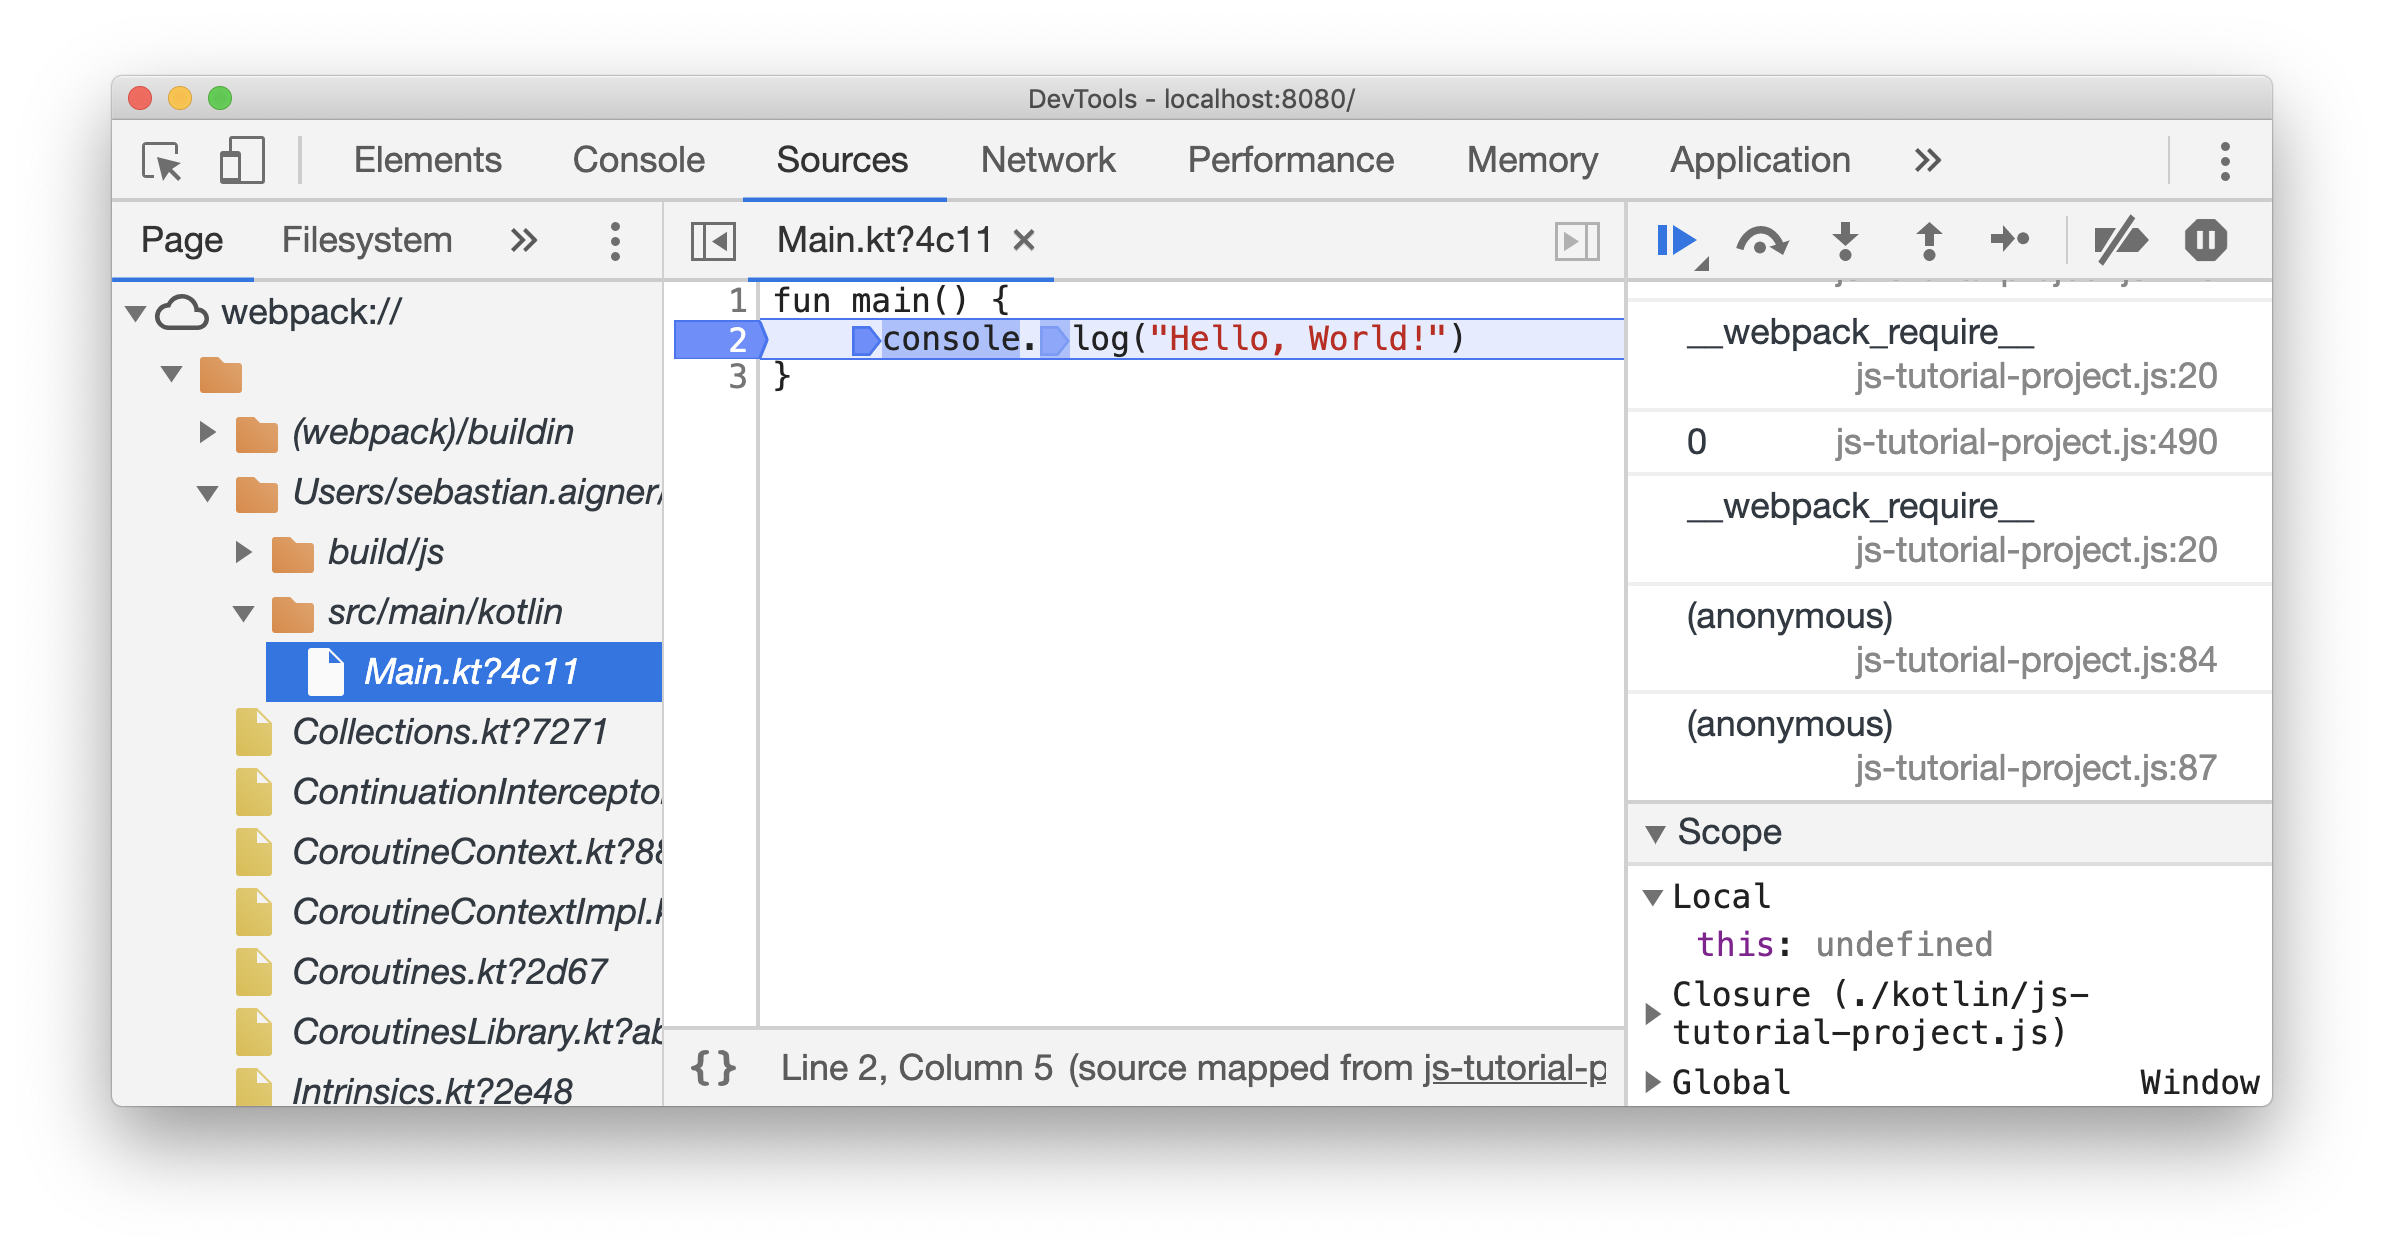 DevTools - localhost:8080/
Elements Console Sources Network Performance Memory Application »
Page Filesystem »
webpack://
(webpack)/buildin
Users/sebastian.aigner/
build/js
src/main/kotlin
Main.kt?4c11
Collections.kt?7271
ContinuationIntercepto
CoroutineContext.kt?88
CoroutineContextImpl.k
Coroutines.kt?2d67
CoroutinesLibrary.kt?ab
Intrinsics.kt?2e48
Main.kt?4c11 ×
1 fun main() {
2 console.log("Hello, World!")
3 }
{} Line 2, Column 5 (source mapped from js-tutorial-p
__webpack_require__
js-tutorial-project.js:20
0 js-tutorial-project.js:490
__webpack_require__
js-tutorial-project.js:20
(anonymous)
js-tutorial-project.js:84
(anonymous)
js-tutorial-project.js:87
Scope
Local
this: undefined
Closure (./kotlin/js-
tutorial-project.js)
Global Window